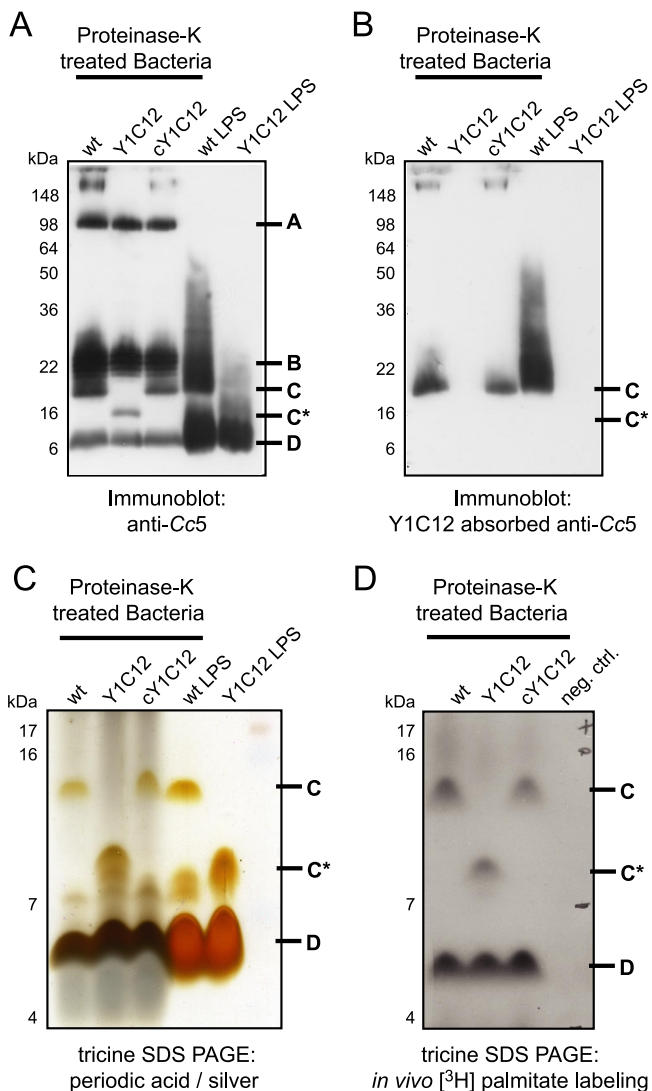 A
Proteinase-K
treated Bacteria
wt
Y1C12
cY1C12
wt LPS
Y1C12 LPS
kDa
148
98
64
50
36
22
16
6
A
B
C
C*
D
Immunoblot:
anti-Cc5
B
Proteinase-K
treated Bacteria
wt
Y1C12
cY1C12
wt LPS
Y1C12 LPS
kDa
148
98
64
50
36
22
16
6
C
C*
Immunoblot:
Y1C12 absorbed anti-Cc5
C
Proteinase-K
treated Bacteria
wt
Y1C12
cY1C12
wt LPS
Y1C12 LPS
kDa
17
16
7
4
C
C*
D
tricine SDS PAGE:
periodic acid / silver
D
Proteinase-K
treated Bacteria
wt
Y1C12
cY1C12
neg. ctrl.
kDa
17
16
7
4
C
C*
D
tricine SDS PAGE:
in vivo [³H] palmitate labeling